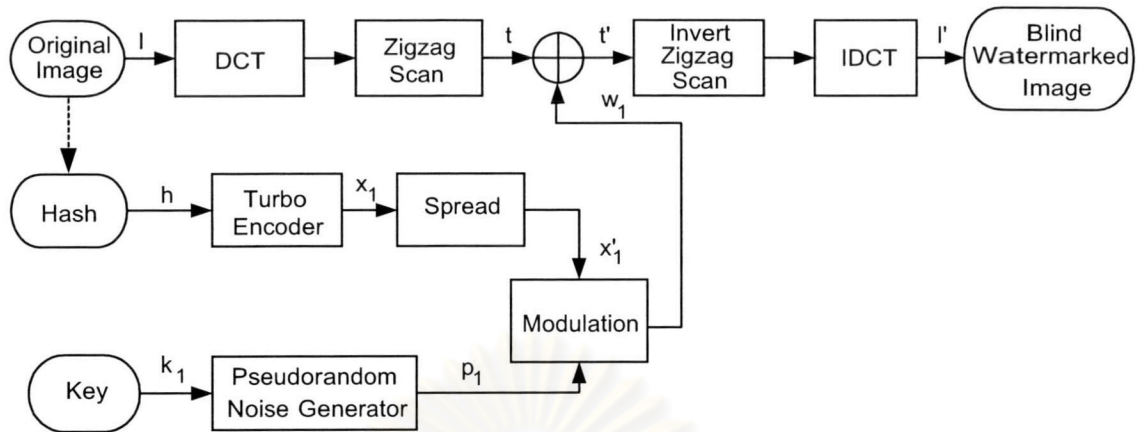 Original Image
I
DCT
Zigzag Scan
t
t'
Invert Zigzag Scan
IDCT
I'
Blind Watermarked Image
w1
Hash
h
Turbo Encoder
x1
Spread
x'1
Modulation
Key
k1
Pseudorandom Noise Generator
p1